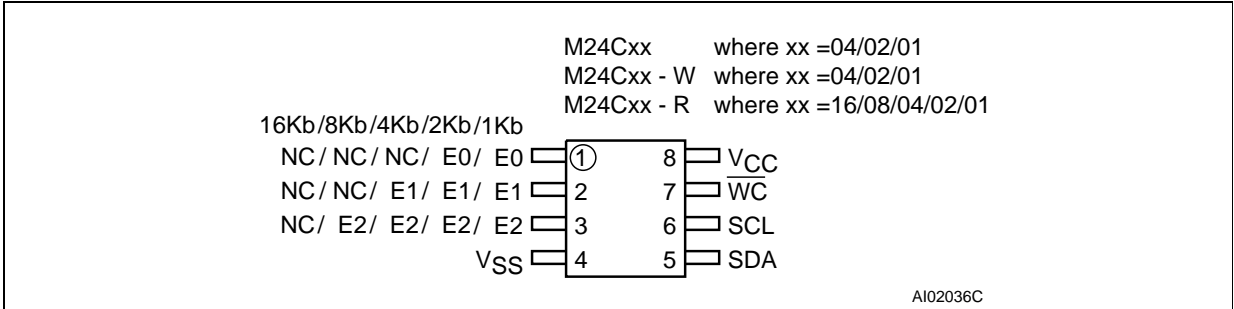 M24Cxx where xx =04/02/01
M24Cxx - W where xx =04/02/01
M24Cxx - R where xx =16/08/04/02/01
16Kb/8Kb/4Kb/2Kb/1Kb
NC/ NC/ NC/ E0/ E0 1 8 VCC
NC/ NC/ E1/ E1/ E1 2 7 WC
NC/ E2/ E2/ E2/ E2 3 6 SCL
VSS 4 5 SDA
AI02036C